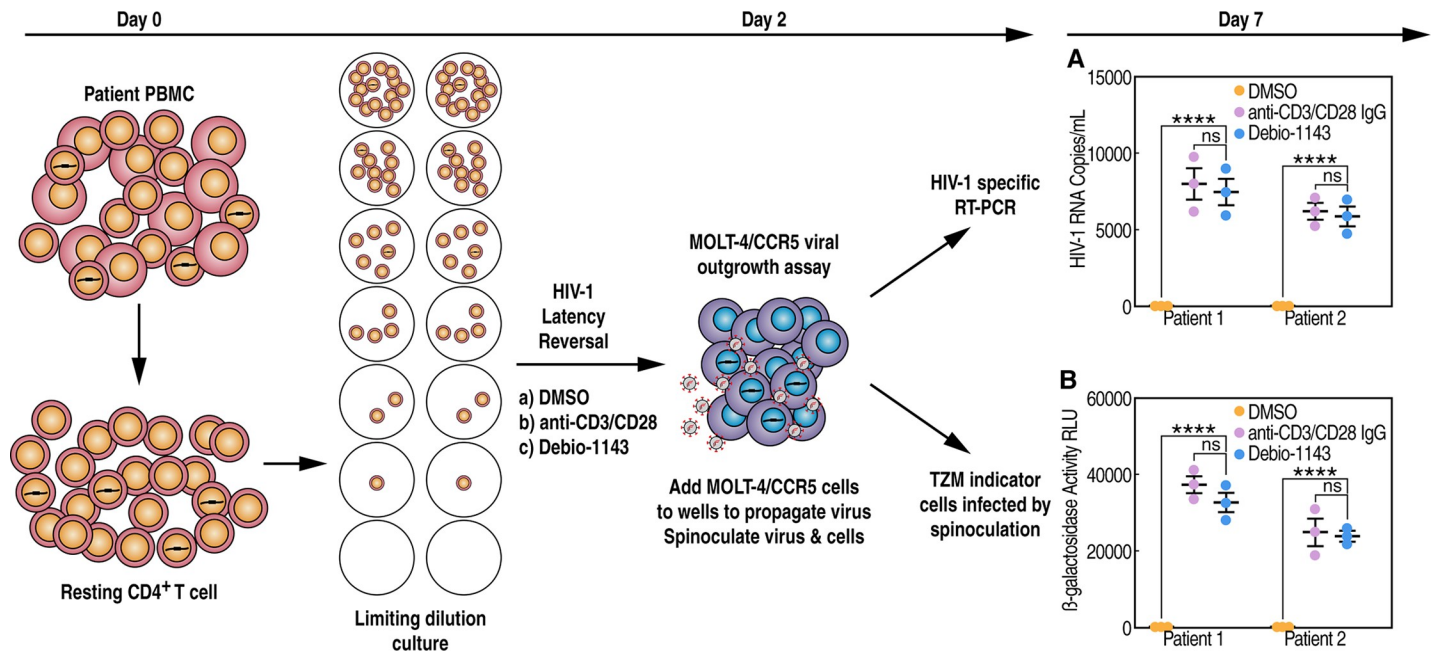 Day 0
Day 2
Day 7
Patient PBMC
Resting CD4+ T cell
Limiting dilution
culture
HIV-1
Latency
Reversal
a) DMSO
b) anti-CD3/CD28
c) Debio-1143
MOLT-4/CCR5 viral
outgrowth assay
Add MOLT-4/CCR5 cells
to wells to propagate virus
Spinoculate virus & cells
HIV-1 specific
RT-PCR
TZM indicator
cells infected by
spinoculation
A
HIV-1 RNA Copies/mL
15000
10000
5000
0
DMSO
anti-CD3/CD28 IgG
Debio-1143
****
ns
****
ns
Patient 1
Patient 2
B
ß-galactosidase Activity RLU
60000
40000
20000
0
DMSO
anti-CD3/CD28 IgG
Debio-1143
****
ns
****
ns
Patient 1
Patient 2